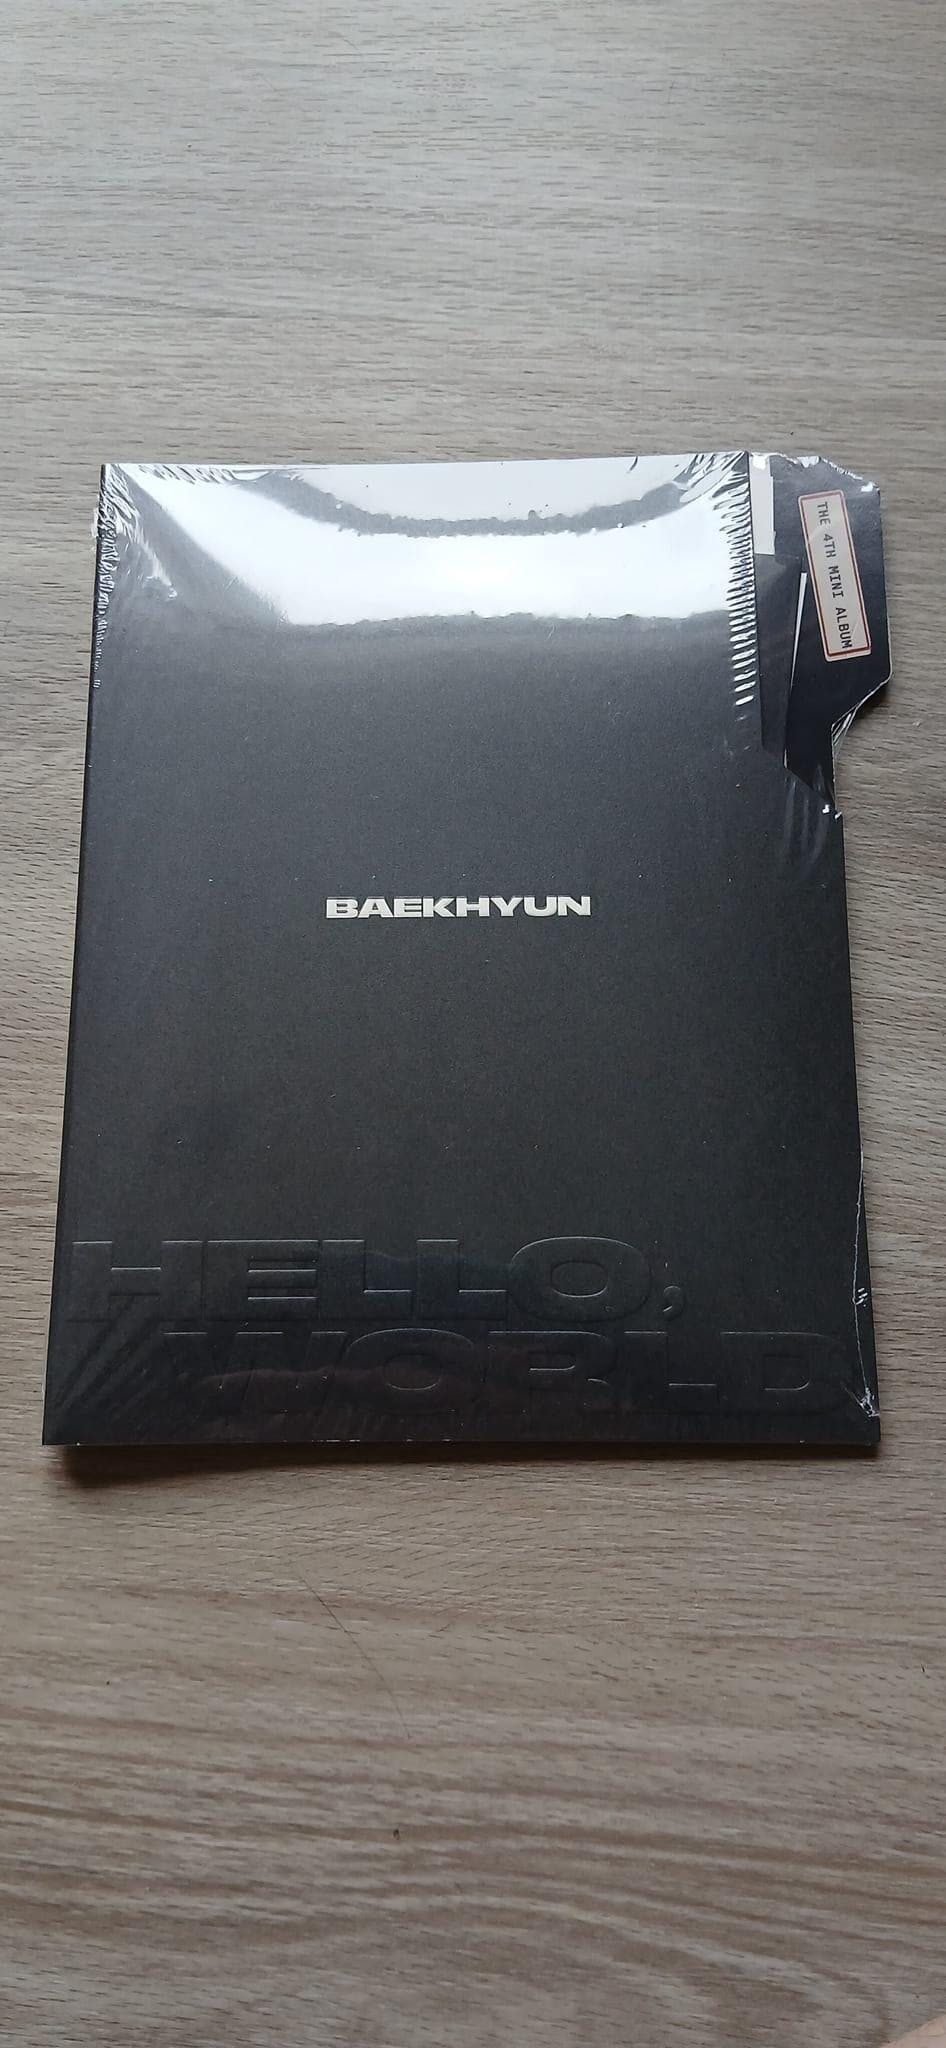 THE 4TH MINI ALBUM
BAEKHYUN
HELLO,
WORLD